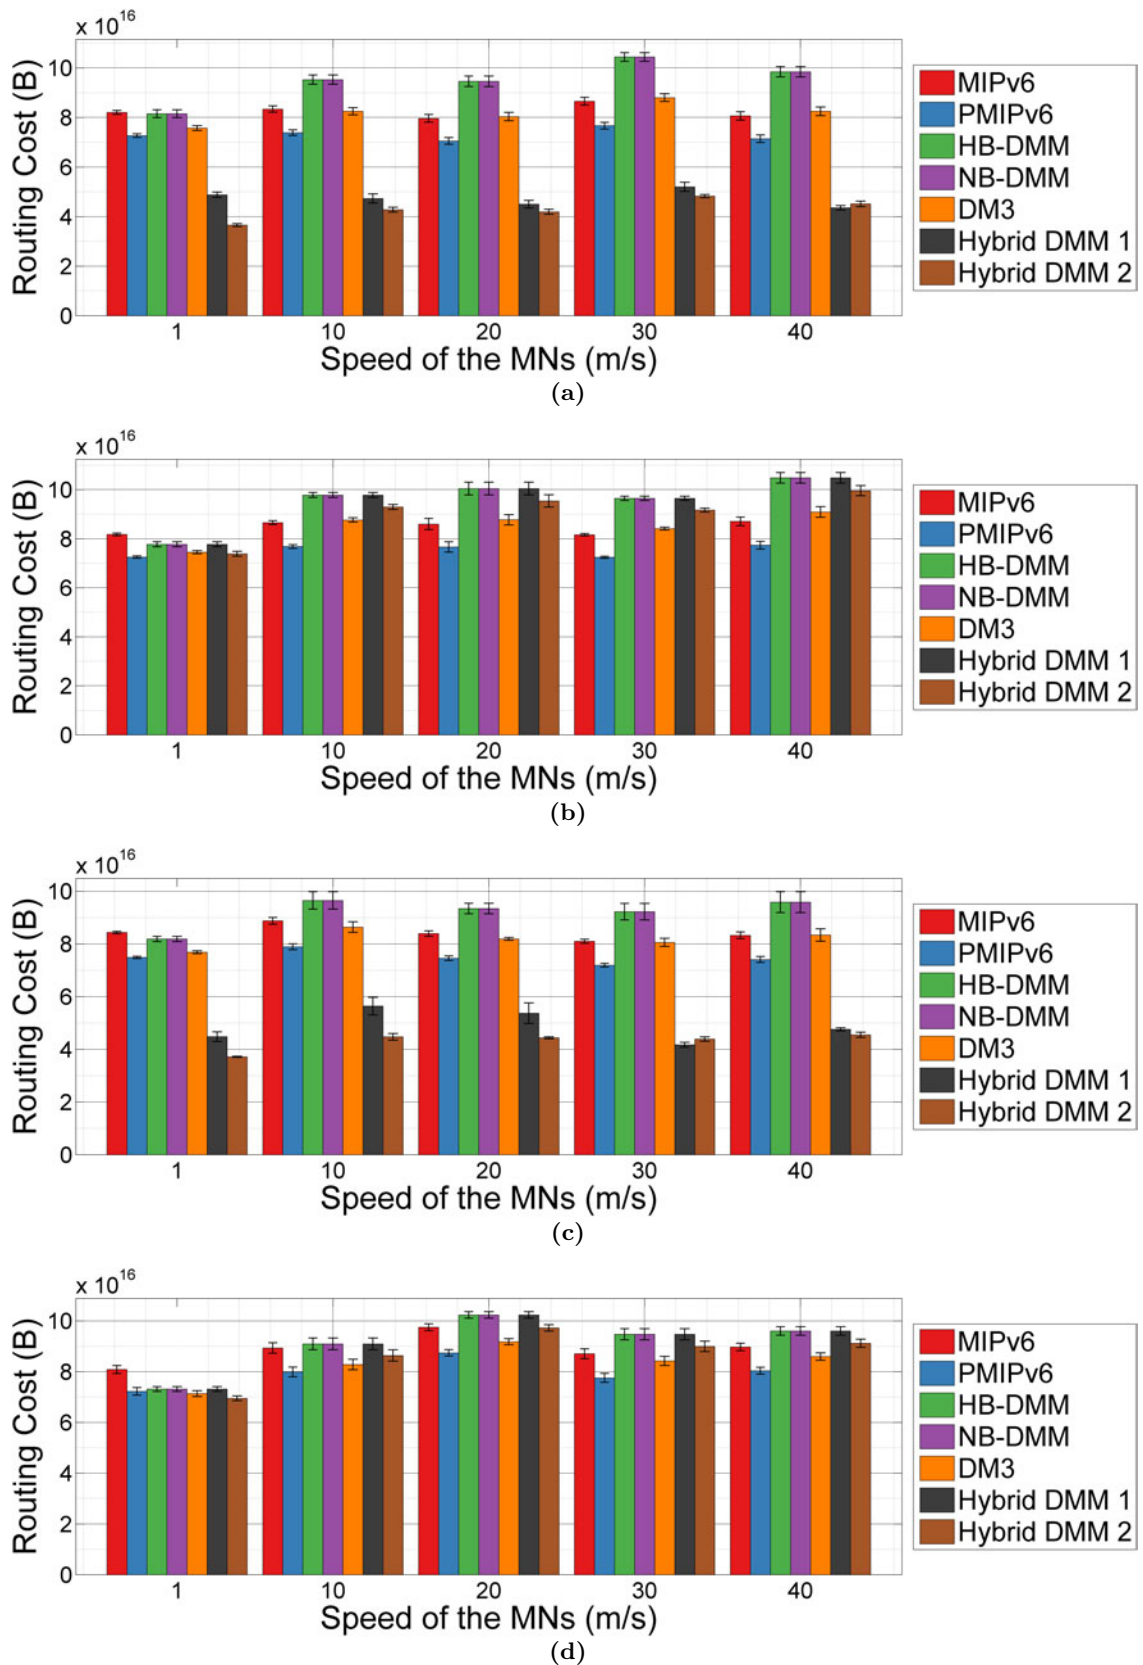 x 10^16
Routing Cost (B)
10
8
6
4
2
0
1 10 20 30 40
Speed of the MNs (m/s)
MIPv6
PMIPv6
HB-DMM
NB-DMM
DM3
Hybrid DMM 1
Hybrid DMM 2
(a)
x 10^16
Routing Cost (B)
10
8
6
4
2
0
1 10 20 30 40
Speed of the MNs (m/s)
MIPv6
PMIPv6
HB-DMM
NB-DMM
DM3
Hybrid DMM 1
Hybrid DMM 2
(b)
x 10^16
Routing Cost (B)
10
8
6
4
2
0
1 10 20 30 40
Speed of the MNs (m/s)
MIPv6
PMIPv6
HB-DMM
NB-DMM
DM3
Hybrid DMM 1
Hybrid DMM 2
(c)
x 10^16
Routing Cost (B)
10
8
6
4
2
0
1 10 20 30 40
Speed of the MNs (m/s)
MIPv6
PMIPv6
HB-DMM
NB-DMM
DM3
Hybrid DMM 1
Hybrid DMM 2
(d)